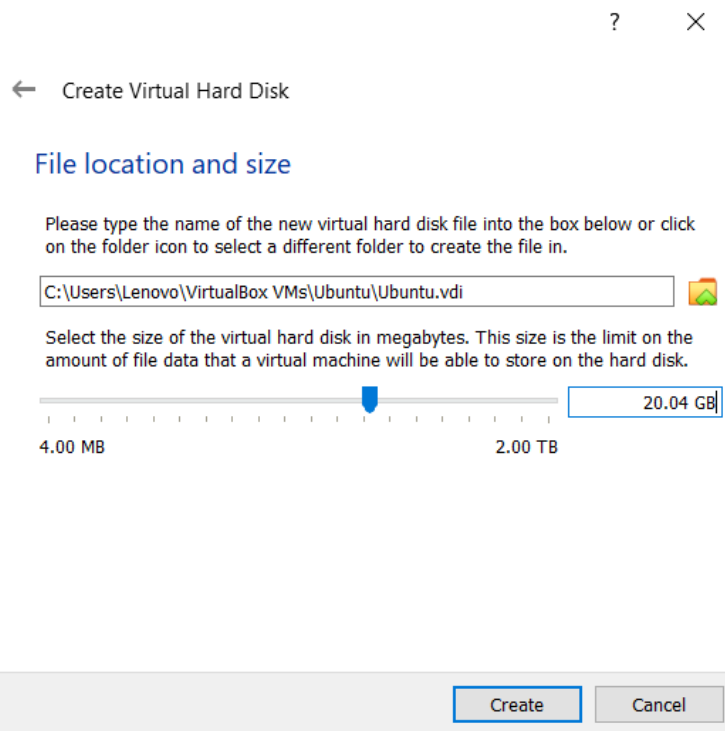 ?
Create Virtual Hard Disk
File location and size
Please type the name of the new virtual hard disk file into the box below or click
on the folder icon to select a different folder to create the file in.
C:\Users\Lenovo\VirtualBox VMs\Ubuntu\Ubuntu.vdi
Select the size of the virtual hard disk in megabytes. This size is the limit on the
amount of file data that a virtual machine will be able to store on the hard disk.
20.04 GB
4.00 MB 2.00 TB
Create Cancel